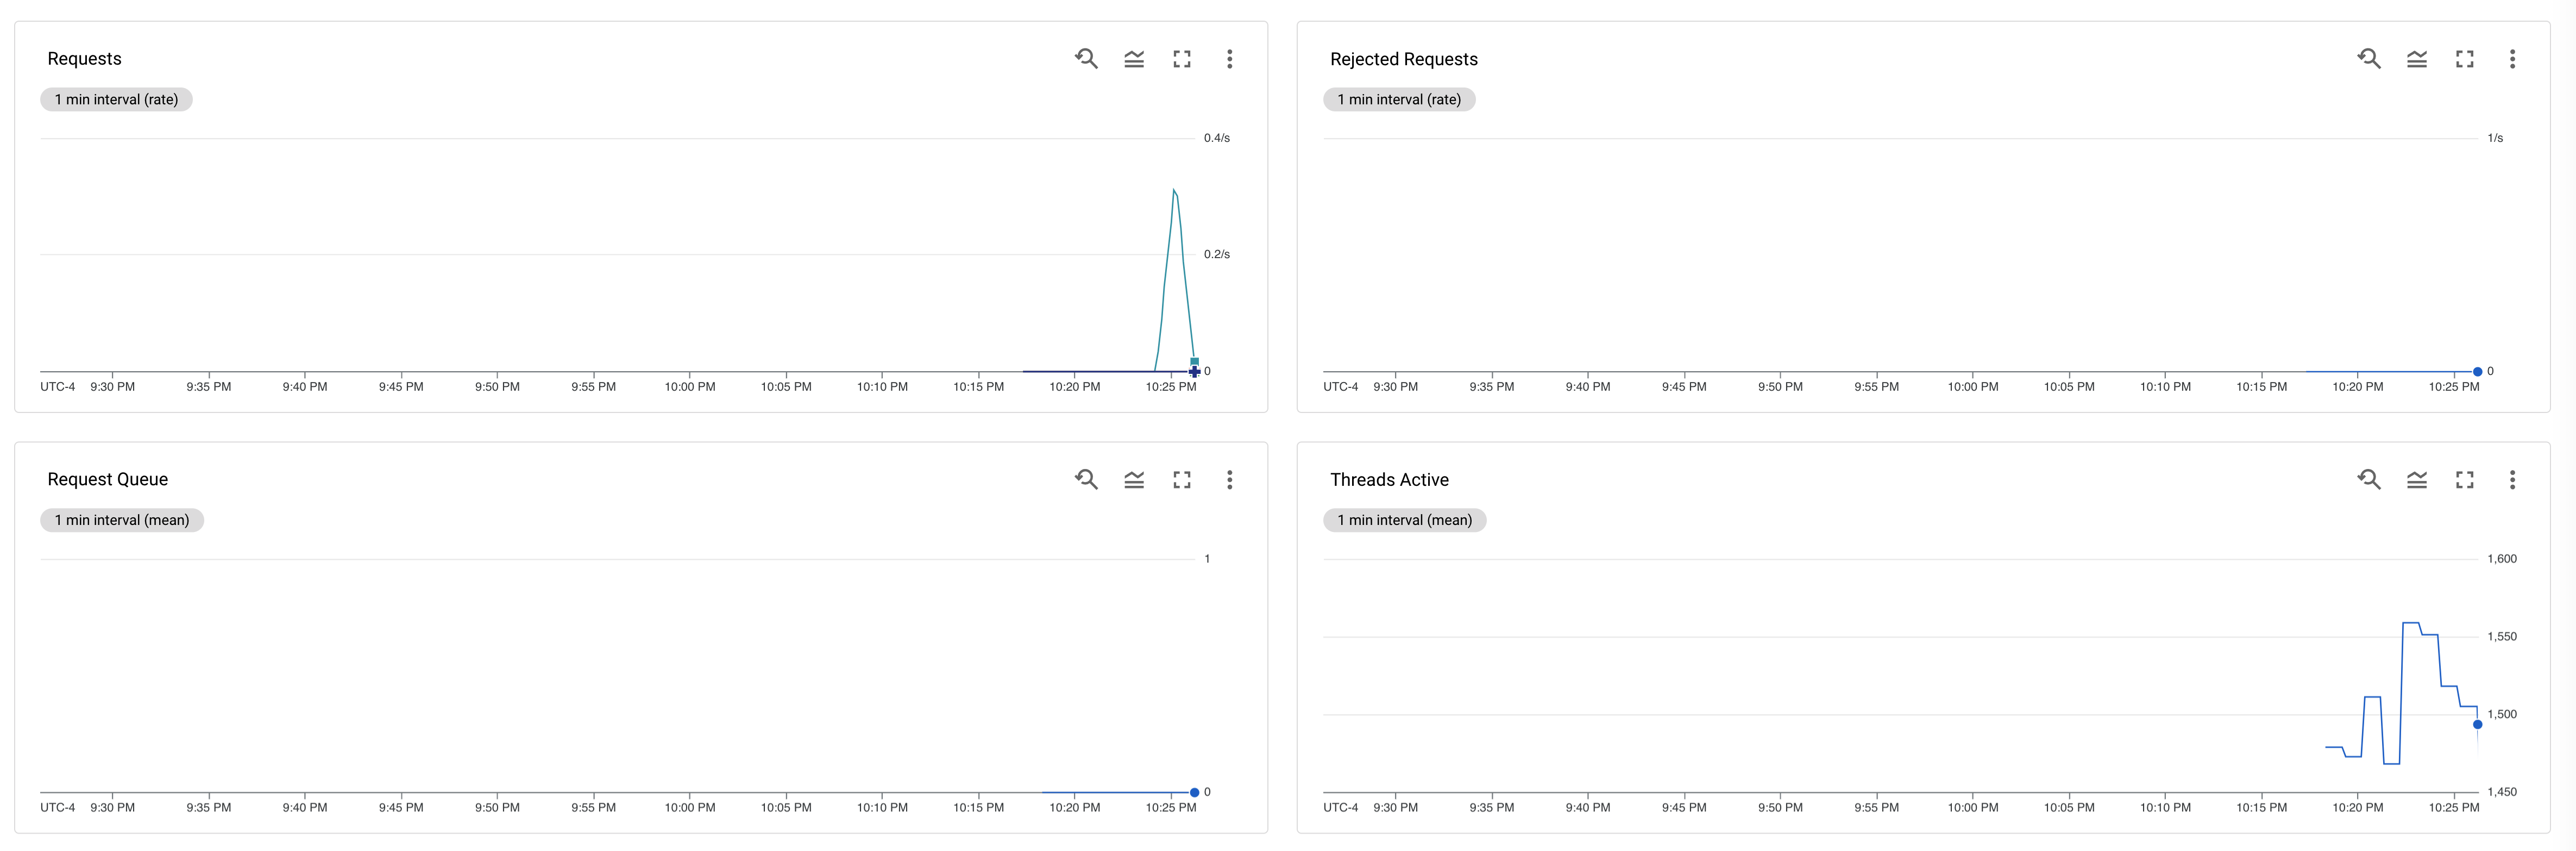 Requests
1 min interval (rate)
0.4/s
0.2/s
0
UTC-4 9:30 PM 9:35 PM 9:40 PM 9:45 PM 9:50 PM 9:55 PM 10:00 PM 10:05 PM 10:10 PM 10:15 PM 10:20 PM 10:25 PM
Rejected Requests
1 min interval (rate)
1/s
0
UTC-4 9:30 PM 9:35 PM 9:40 PM 9:45 PM 9:50 PM 9:55 PM 10:00 PM 10:05 PM 10:10 PM 10:15 PM 10:20 PM 10:25 PM
Request Queue
1 min interval (mean)
1
0
UTC-4 9:30 PM 9:35 PM 9:40 PM 9:45 PM 9:50 PM 9:55 PM 10:00 PM 10:05 PM 10:10 PM 10:15 PM 10:20 PM 10:25 PM
Threads Active
1 min interval (mean)
1,600
1,550
1,500
1,450
UTC-4 9:30 PM 9:35 PM 9:40 PM 9:45 PM 9:50 PM 9:55 PM 10:00 PM 10:05 PM 10:10 PM 10:15 PM 10:20 PM 10:25 PM